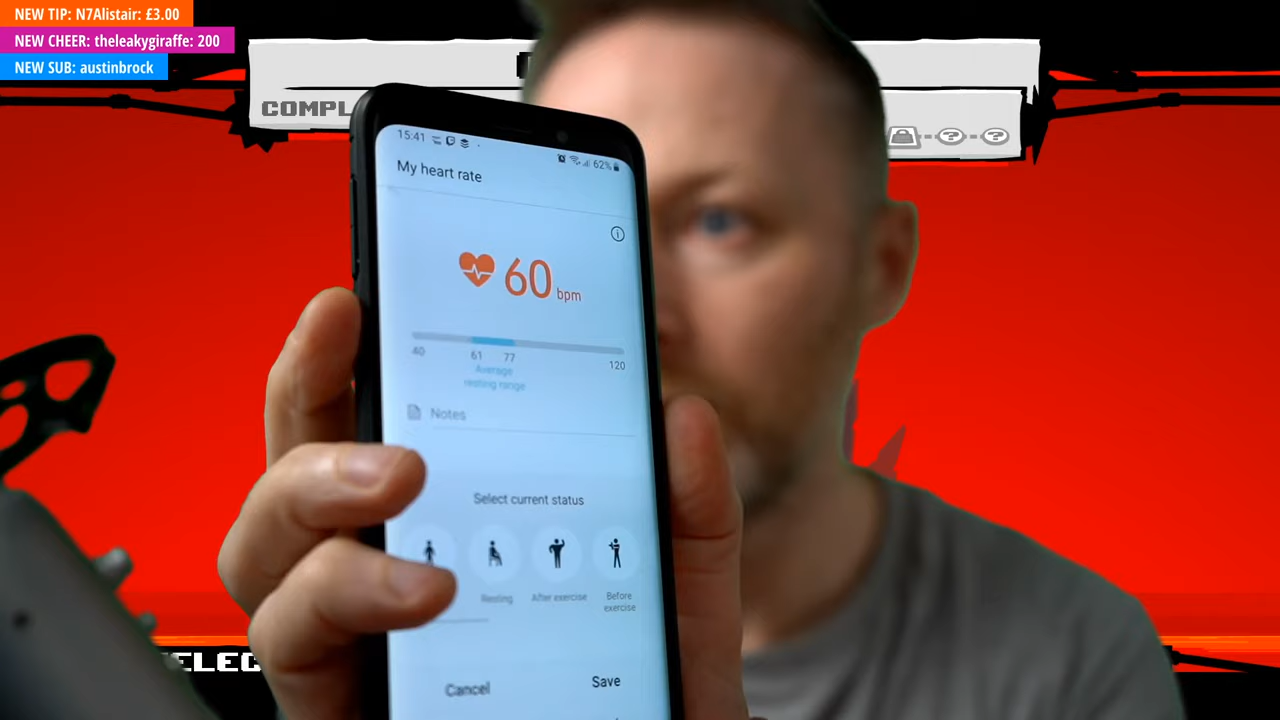 NEW TIP: N7Alistair: £3.00
NEW CHEER: theleakygiraffe: 200
NEW SUB: austinbrock
COMPL
15:41
62%
My heart rate
60 bpm
40
61
77
120
Average
resting range
Notes
Select current status
Resting
After exercise
Before
exercise
ELEC
Cancel
Save